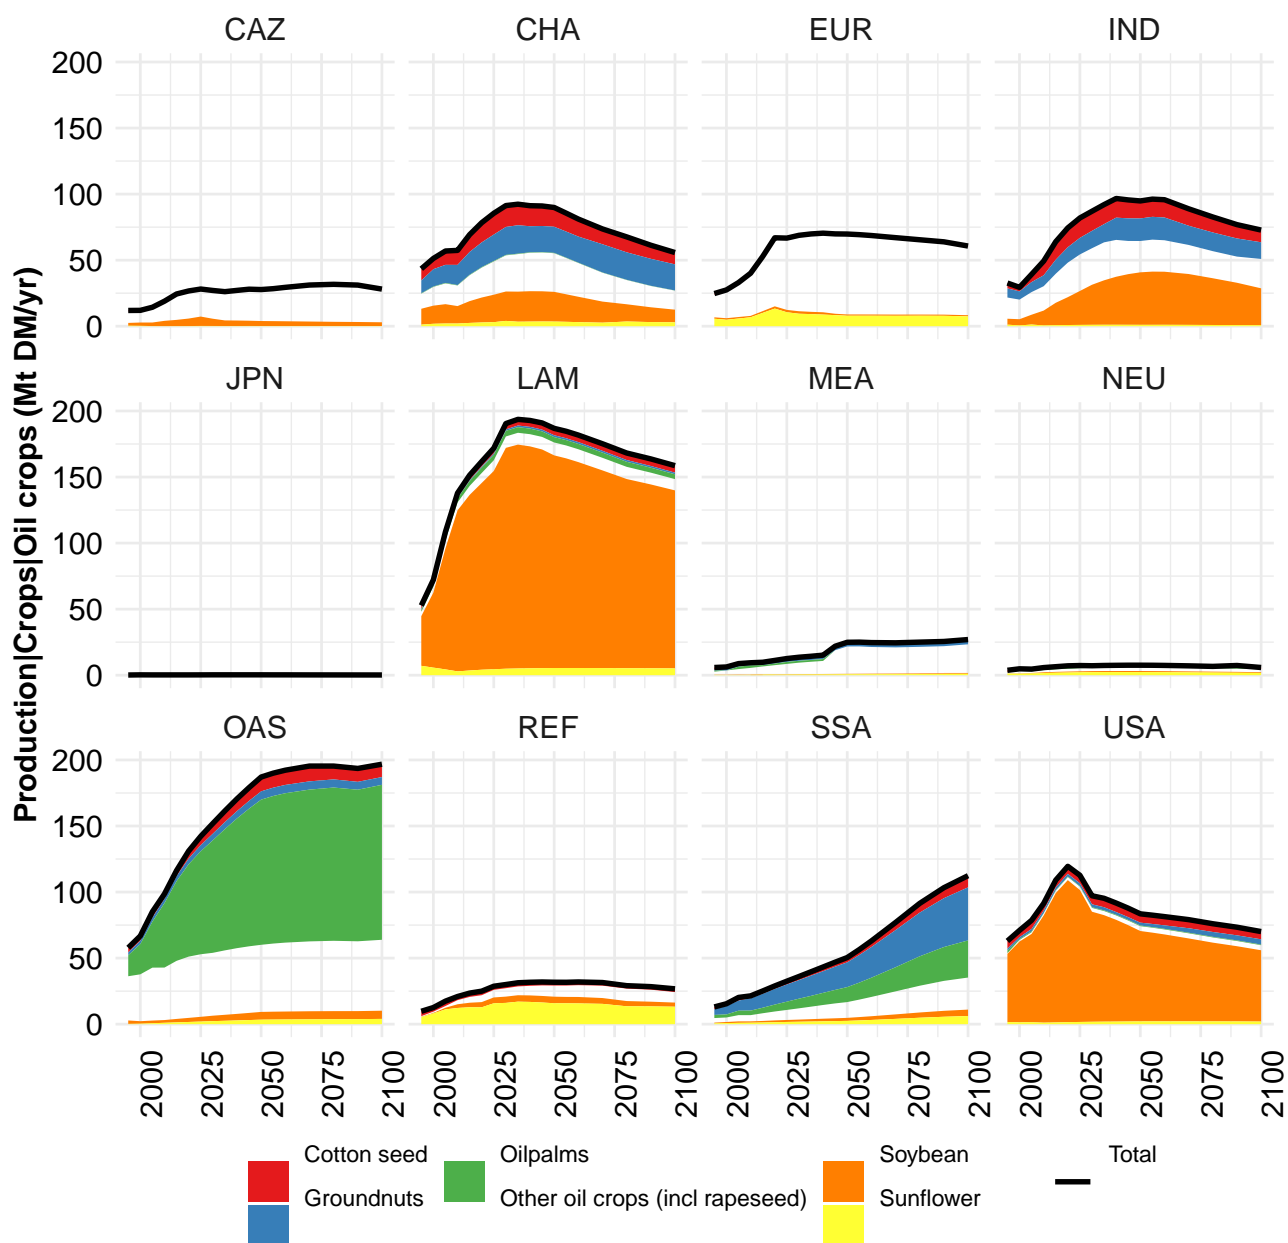 CAZ CHA EUR IND
200
150
100
50
0
JPN LAM MEA NEU
200
150
100
50
0
OAS REF SSA USA
200
150
100
50
0
Production|Crops|Oil crops (Mt DM/yr)
2000 2025 2050 2075 2100 2000 2025 2050 2075 2100 2000 2025 2050 2075 2100 2000 2025 2050 2075 2100
Cotton seed Oilpalms Soybean Total
Groundnuts Other oil crops (incl rapeseed) Sunflower